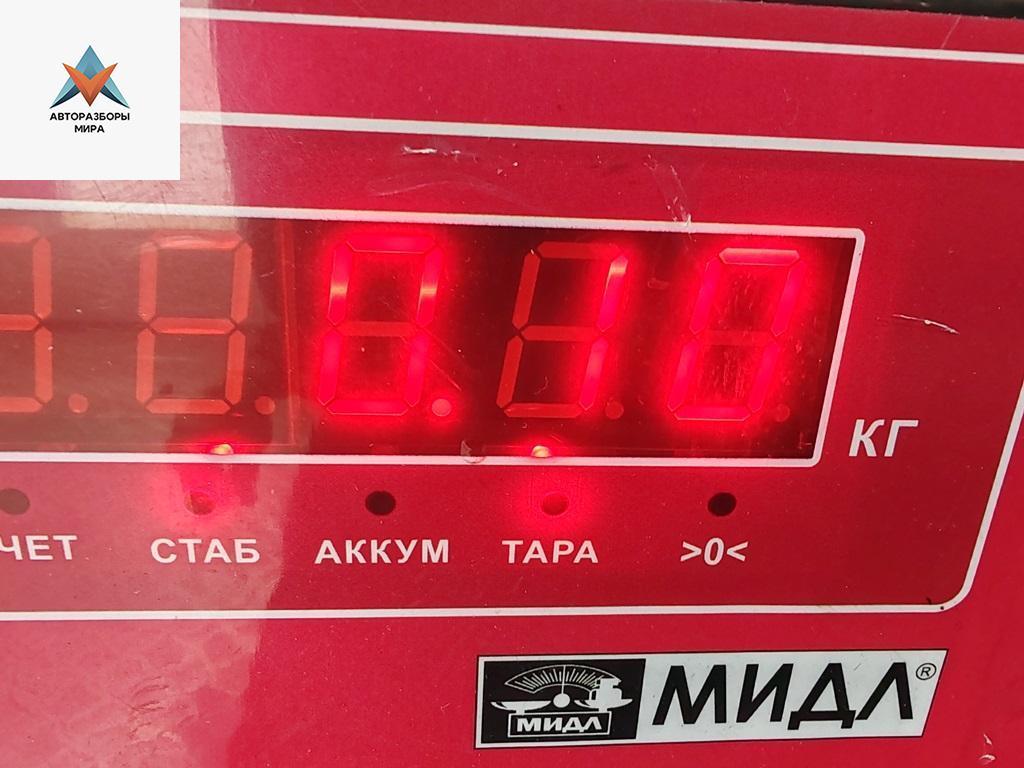 АВТОРАЗБОРЫ
МИРА
0.10
КГ
ЧЕТ СТАБ АККУМ ТАРА >0<
МИДЛ МИДЛ®